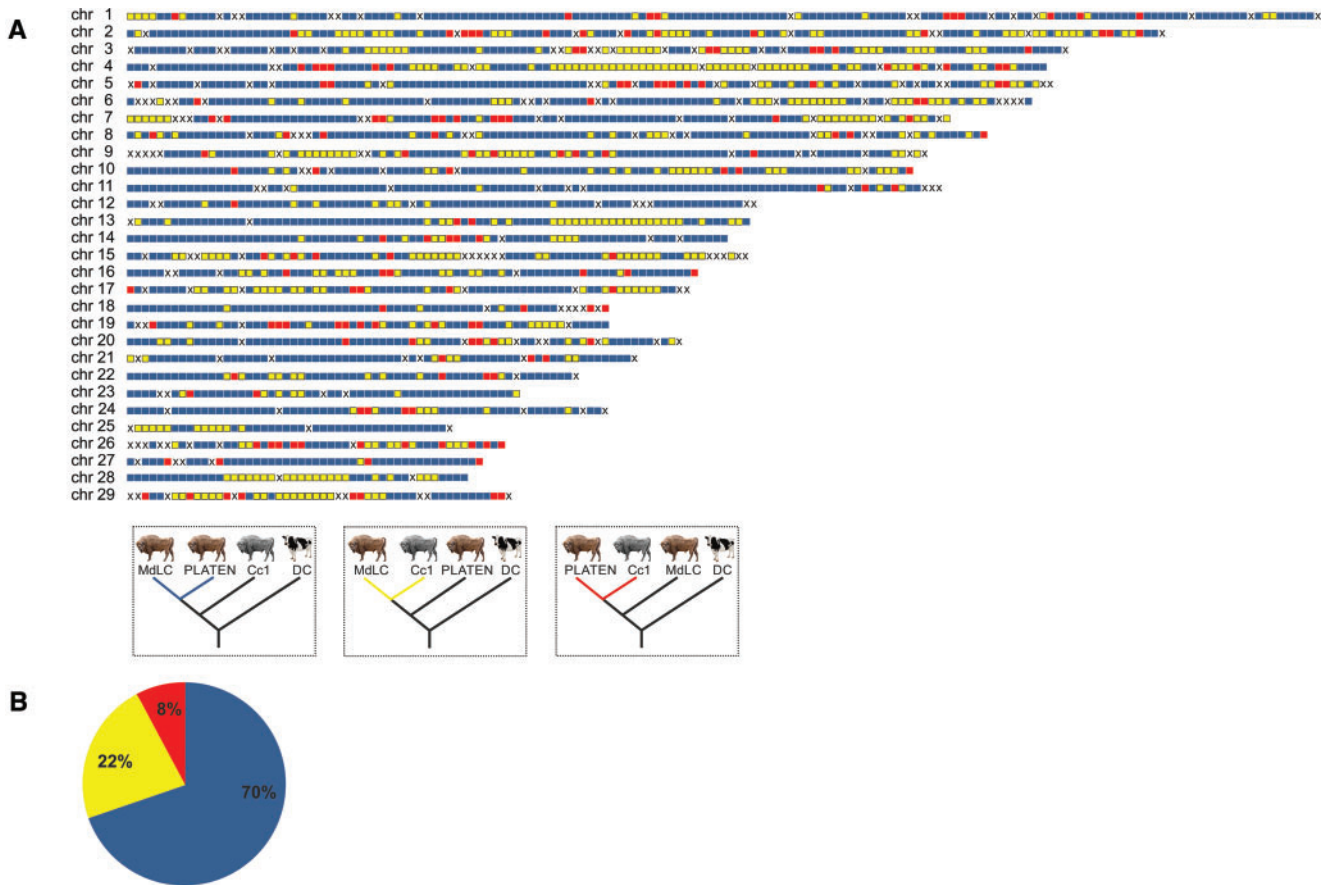 A
chr 1
chr 2
chr 3
chr 4
chr 5
chr 6
chr 7
chr 8
chr 9
chr 10
chr 11
chr 12
chr 13
chr 14
chr 15
chr 16
chr 17
chr 18
chr 19
chr 20
chr 21
chr 22
chr 23
chr 24
chr 25
chr 26
chr 27
chr 28
chr 29
MdLC PLATEN Cc1 DC
MdLC Cc1 PLATEN DC
PLATEN Cc1 MdLC DC
B
8%
22%
70%